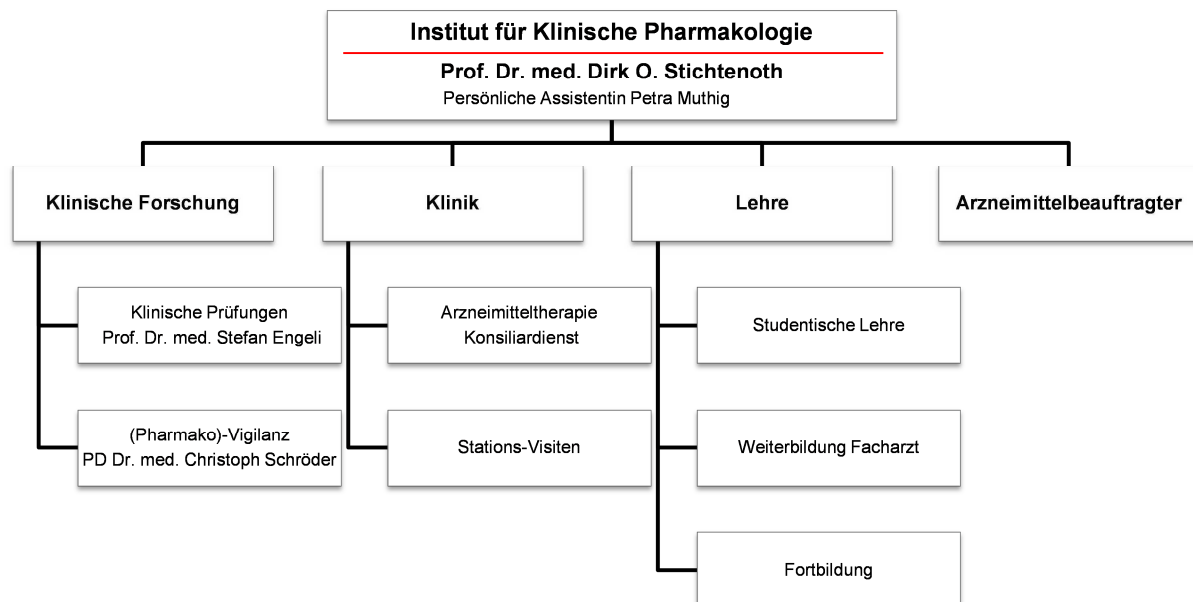 Institut für Klinische Pharmakologie
Prof. Dr. med. Dirk O. Stichtenoth
Persönliche Assistentin Petra Muthig
Klinische Forschung
Klinik
Lehre
Arzneimittelbeauftragter
Klinische Prüfungen
Prof. Dr. med. Stefan Engeli
Arzneimitteltherapie
Konsiliardienst
Studentische Lehre
(Pharmako)-Vigilanz
PD Dr. med. Christoph Schröder
Stations-Visiten
Weiterbildung Facharzt
Fortbildung